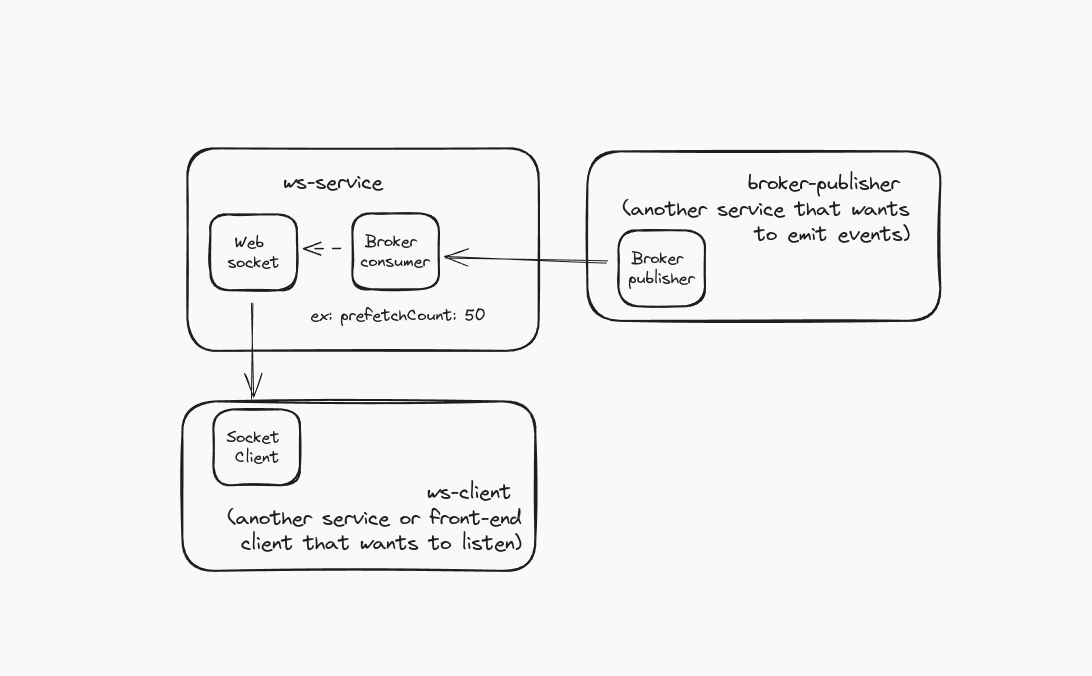 ws-service
Web
socket
Broker
consumer
ex: prefetchCount: 50
broker-publisher
(another service that wants
to emit events)
Broker
publisher
Socket
Client
ws-client
(another service or front-end
client that wants to listen)